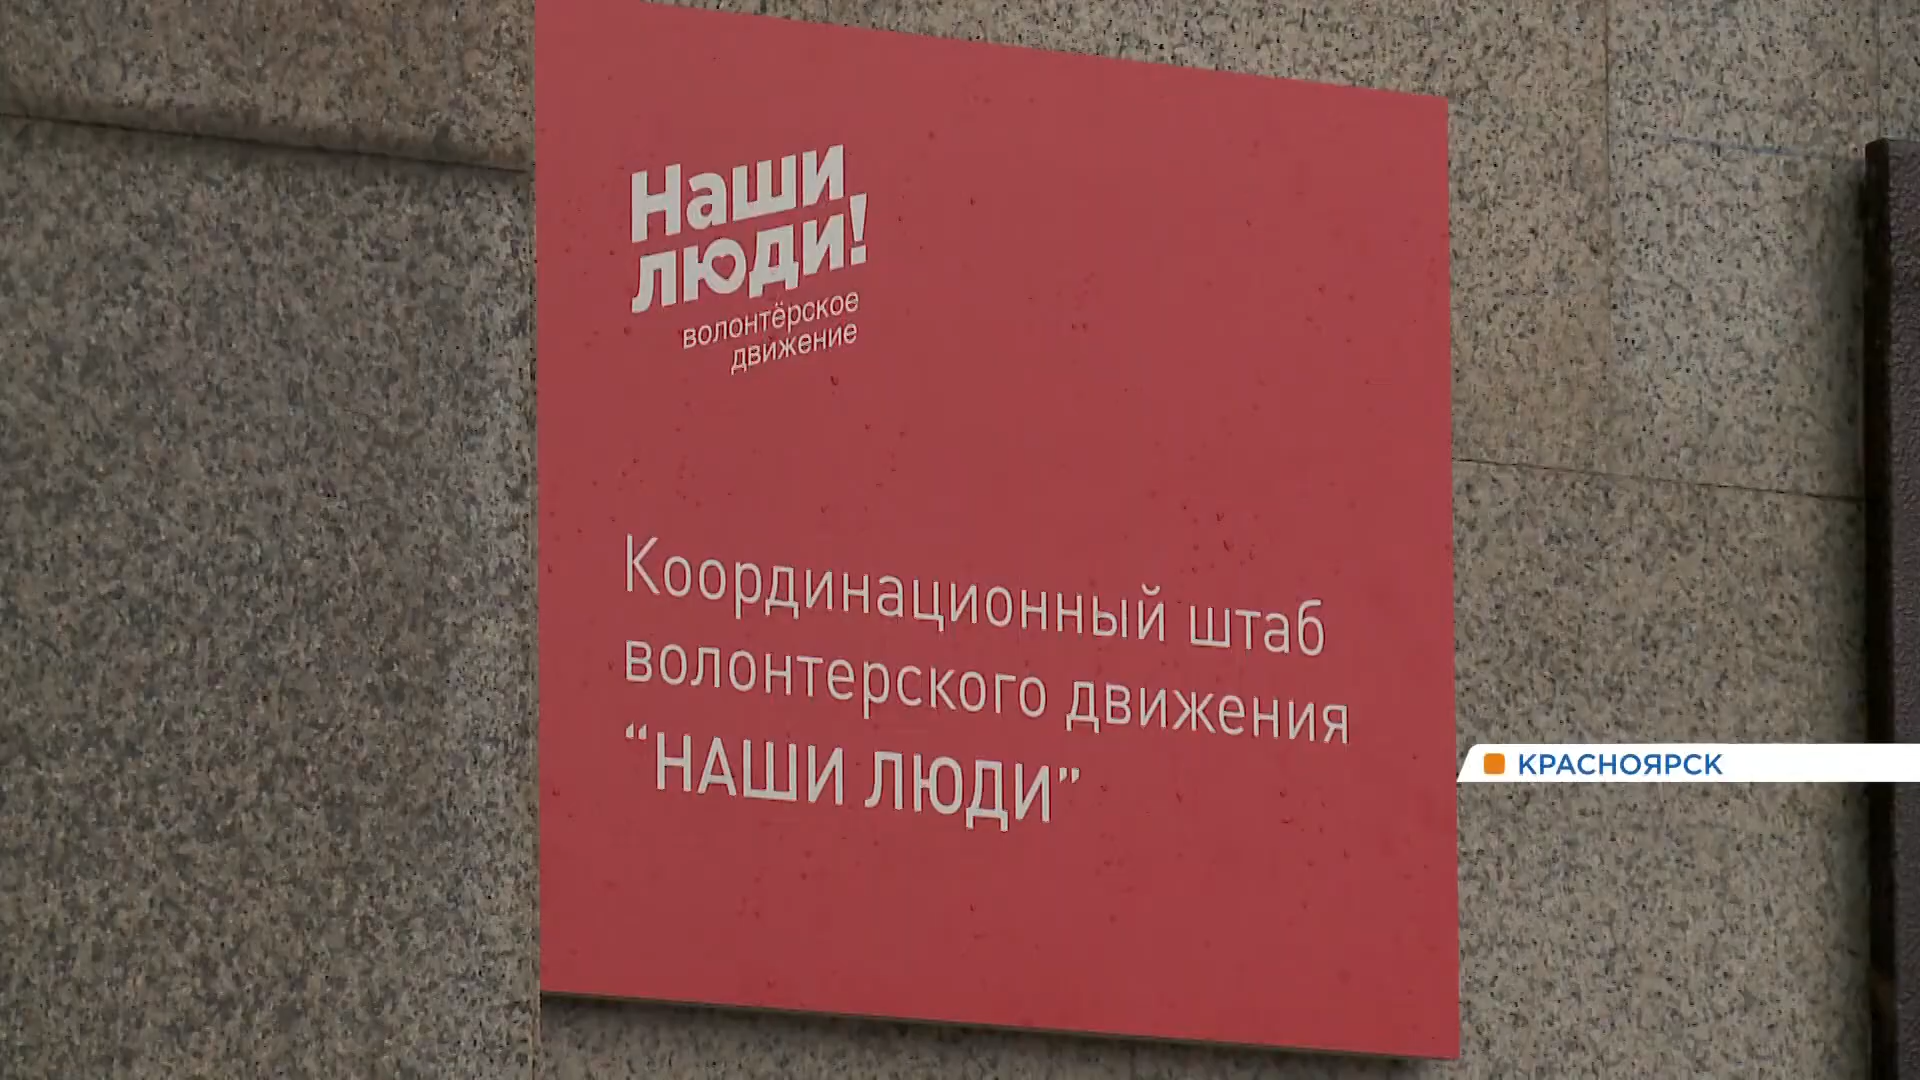 Наши
люди!
волонтёрское
движение
Координационный штаб
волонтерского движения
“НАШИ ЛЮДИ”
КРАСНОЯРСК